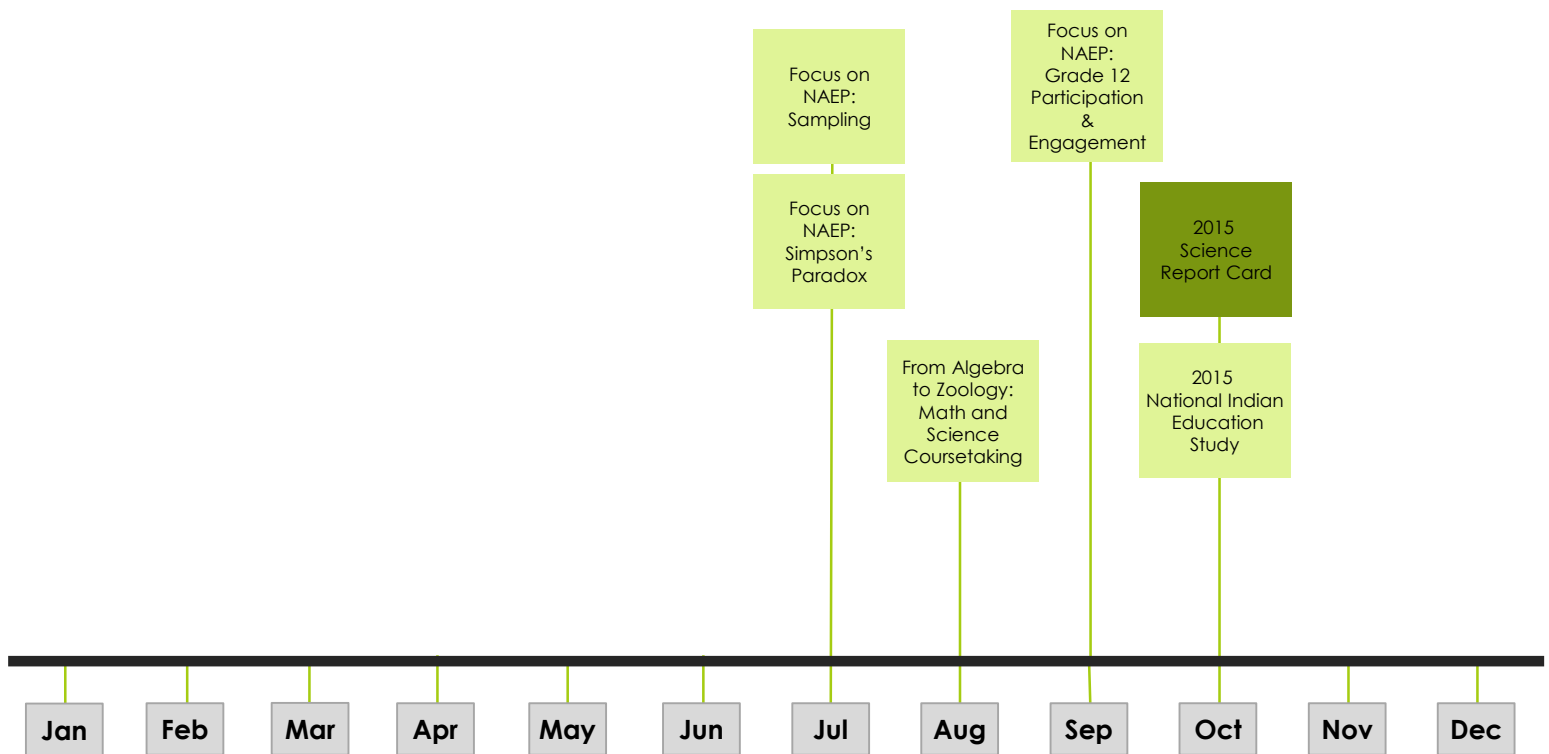 Focus on
NAEP:
Sampling
Focus on
NAEP:
Simpson’s
Paradox
From Algebra
to Zoology:
Math and
Science
Coursetaking
Focus on
NAEP:
Grade 12
Participation
&
Engagement
2015
Science
Report Card
2015
National Indian
Education
Study
Jan
Feb
Mar
Apr
May
Jun
Jul
Aug
Sep
Oct
Nov
Dec